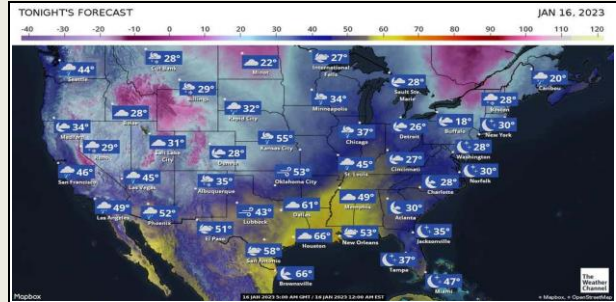 TONIGHT'S FORECAST
JAN 16, 2023
-40 -30 -20 -10 0 10 20 30 40 50 60 70 80 90 100 110 120
44°
Seattle
28°
Cut Bank
22°
Minot
27°
International Falls
20°
Caribou
29°
Billings
28°
Sault Ste. Marie
28°
Boston
34°
Medford
28°
Boise
32°
Rapid City
34°
Minneapolis
18°
Buffalo
30°
New York
29°
Reno
31°
Salt Lake City
28°
Denver
55°
Kansas City
37°
Chicago
26°
Detroit
28°
Washington
46°
San Francisco
45°
Las Vegas
35°
Albuquerque
53°
Oklahoma City
45°
St. Louis
27°
Cincinnati
30°
Norfolk
49°
Los Angeles
52°
Phoenix
43°
Lubbock
61°
Dallas
49°
Memphis
28°
Charlotte
30°
Atlanta
51°
El Paso
58°
San Antonio
66°
Houston
53°
New Orleans
35°
Jacksonville
66°
Brownsville
37°
Tampa
47°
Miami
The
Weather
Channel
Mapbox
16 JAN 2023 5:00 AM GMT / 16 JAN 2023 12:00 AM EST
© Mapbox, © OpenStreetMap